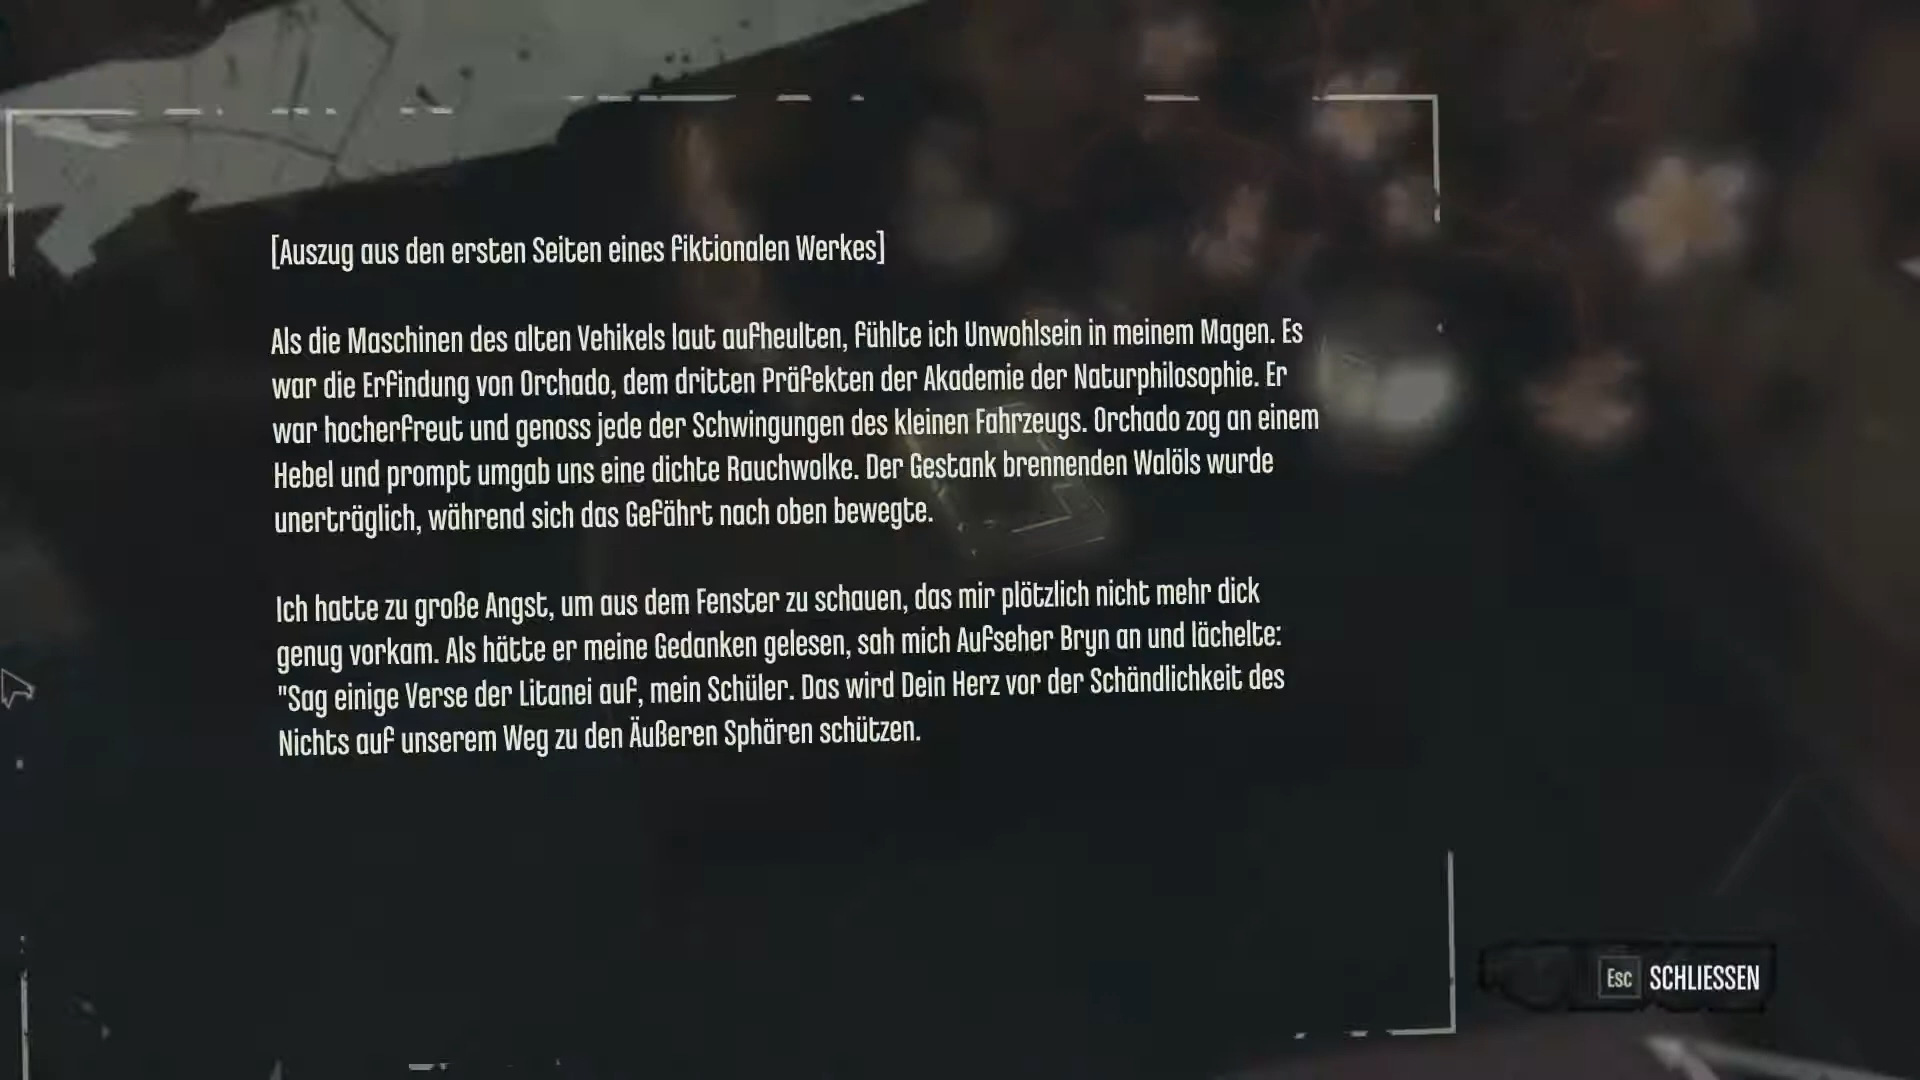 [Auszug aus den ersten Seiten eines fiktionalen Werkes]
Als die Maschinen des alten Vehikels laut aufheulten, fühlte ich Unwohlsein in meinem Magen. Es
war die Erfindung von Orchado, dem dritten Präfekten der Akademie der Naturphilosophie. Er
war hocherfreut und genoss jede der Schwingungen des kleinen Fahrzeugs. Orchado zog an einem
Hebel und prompt umgab uns eine dichte Rauchwolke. Der Gestank brennenden Walöls wurde
unerträglich, während sich das Gefährt nach oben bewegte.
Ich hatte zu große Angst, um aus dem Fenster zu schauen, das mir plötzlich nicht mehr dick
genug vorkam. Als hätte er meine Gedanken gelesen, sah mich Aufseher Bryn an und lächelte:
"Sag einige Verse der Litanei auf, mein Schüler. Das wird Dein Herz vor der Schändlichkeit des
Nichts auf unserem Weg zu den Äußeren Sphären schützen.
Esc SCHLIESSEN